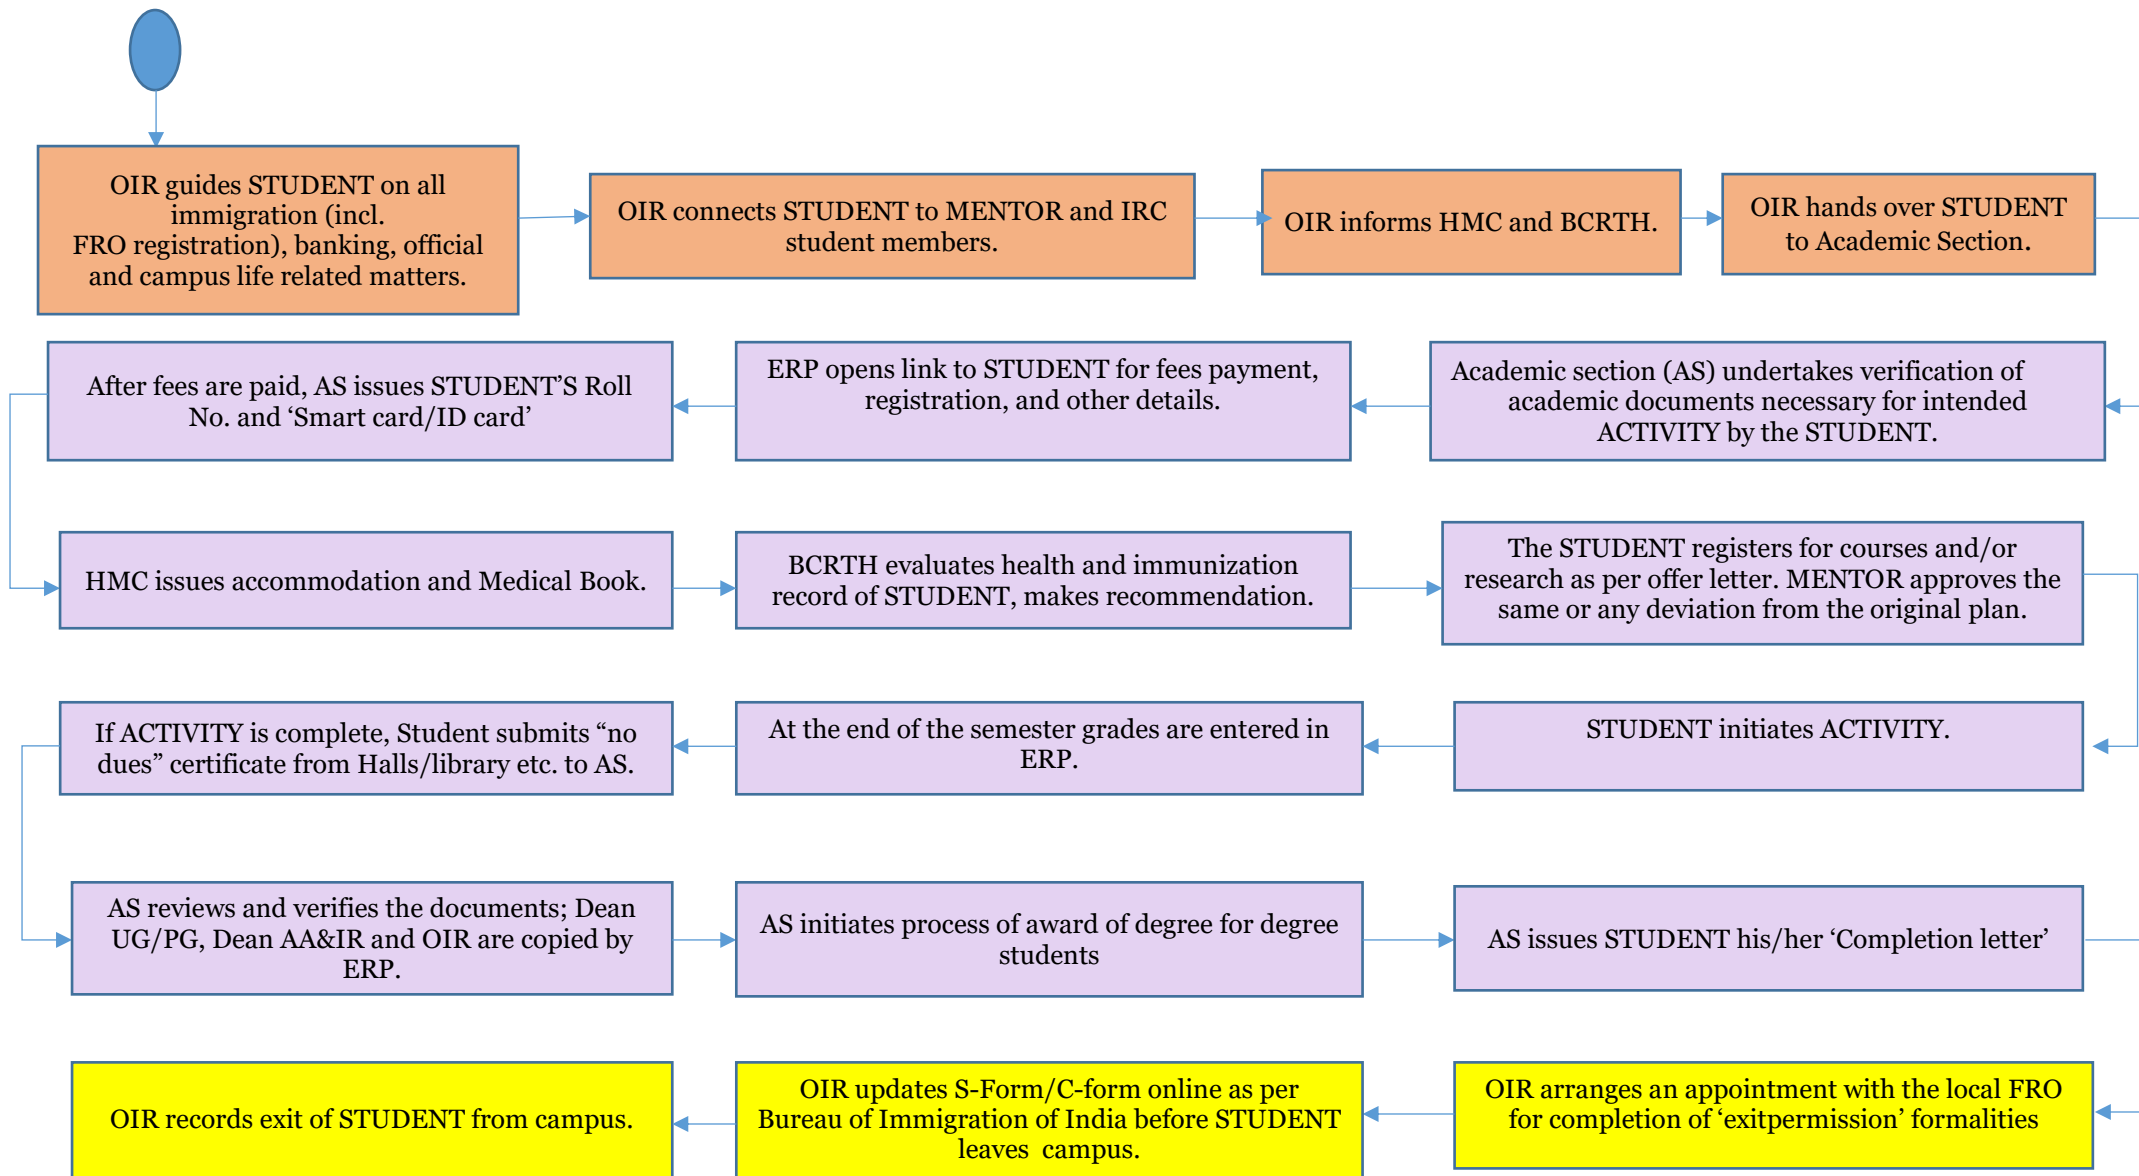 OIR guides STUDENT on all
immigration (incl.
FRO registration), banking, official
and campus life related matters.
OIR connects STUDENT to MENTOR and IRC
student members.
OIR informs HMC and BCRTH.
OIR hands over STUDENT
to Academic Section.
Academic section (AS) undertakes verification of
academic documents necessary for intended
ACTIVITY by the STUDENT.
ERP opens link to STUDENT for fees payment,
registration, and other details.
After fees are paid, AS issues STUDENT’S Roll
No. and ‘Smart card/ID card’
HMC issues accommodation and Medical Book.
BCRTH evaluates health and immunization
record of STUDENT, makes recommendation.
The STUDENT registers for courses and/or
research as per offer letter. MENTOR approves the
same or any deviation from the original plan.
STUDENT initiates ACTIVITY.
At the end of the semester grades are entered in
ERP.
If ACTIVITY is complete, Student submits “no
dues” certificate from Halls/library etc. to AS.
AS reviews and verifies the documents; Dean
UG/PG, Dean AA&IR and OIR are copied by
ERP.
AS initiates process of award of degree for degree
students
AS issues STUDENT his/her ‘Completion letter’
OIR arranges an appointment with the local FRO
for completion of ‘exitpermission’ formalities
OIR updates S-Form/C-form online as per
Bureau of Immigration of India before STUDENT
leaves campus.
OIR records exit of STUDENT from campus.